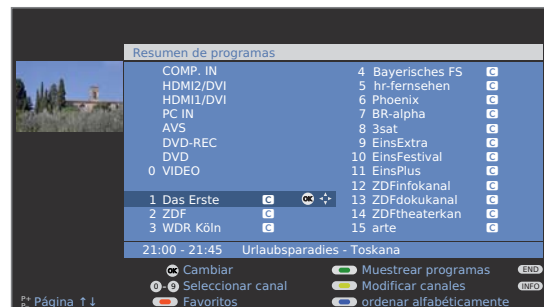 Resumen de programas
COMP. IN
HDMI2/DVI
HDMI1/DVI
PC IN
AVS
DVD-REC
DVD
0 VIDEO
1 Das Erste C OK
2 ZDF C
3 WDR Köln C
4 Bayerisches FS C
5 hr-fernsehen C
6 Phoenix C
7 BR-alpha C
8 3sat C
9 EinsExtra C
10 EinsFestival C
11 EinsPlus C
12 ZDFinfokanal C
13 ZDFdokukanal C
14 ZDFtheaterkan C
15 arte C
21:00 - 21:45 Urlaubsparadies - Toskana
OK Cambiar
0-9 Seleccionar canal
P+ P- Página ↑↓
Favoritos
Muestrear programas END
Modificar canales INFO
ordenar alfabéticamente